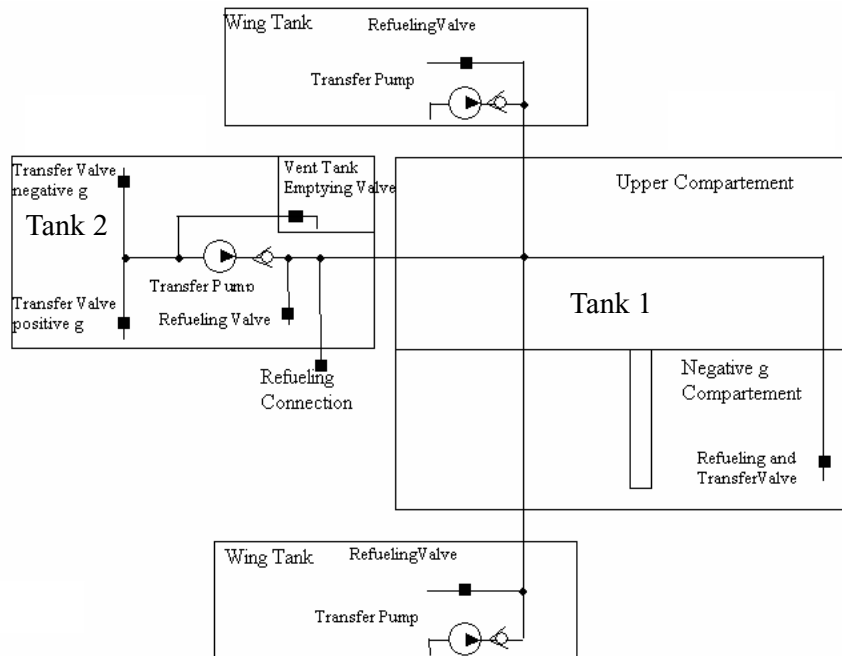 Wing Tank
RefuelingValve
Transfer Pump
Transfer Valve
negative g
Tank 2
Vent Tank
Emptying Valve
Transfer Pump
Transfer Valve
positive g
Refueling Valve
Refueling
Connection
Upper Compartement
Tank 1
Negative g
Compartement
Refueling and
TransferValve
Wing Tank
RefuelingValve
Transfer Pump